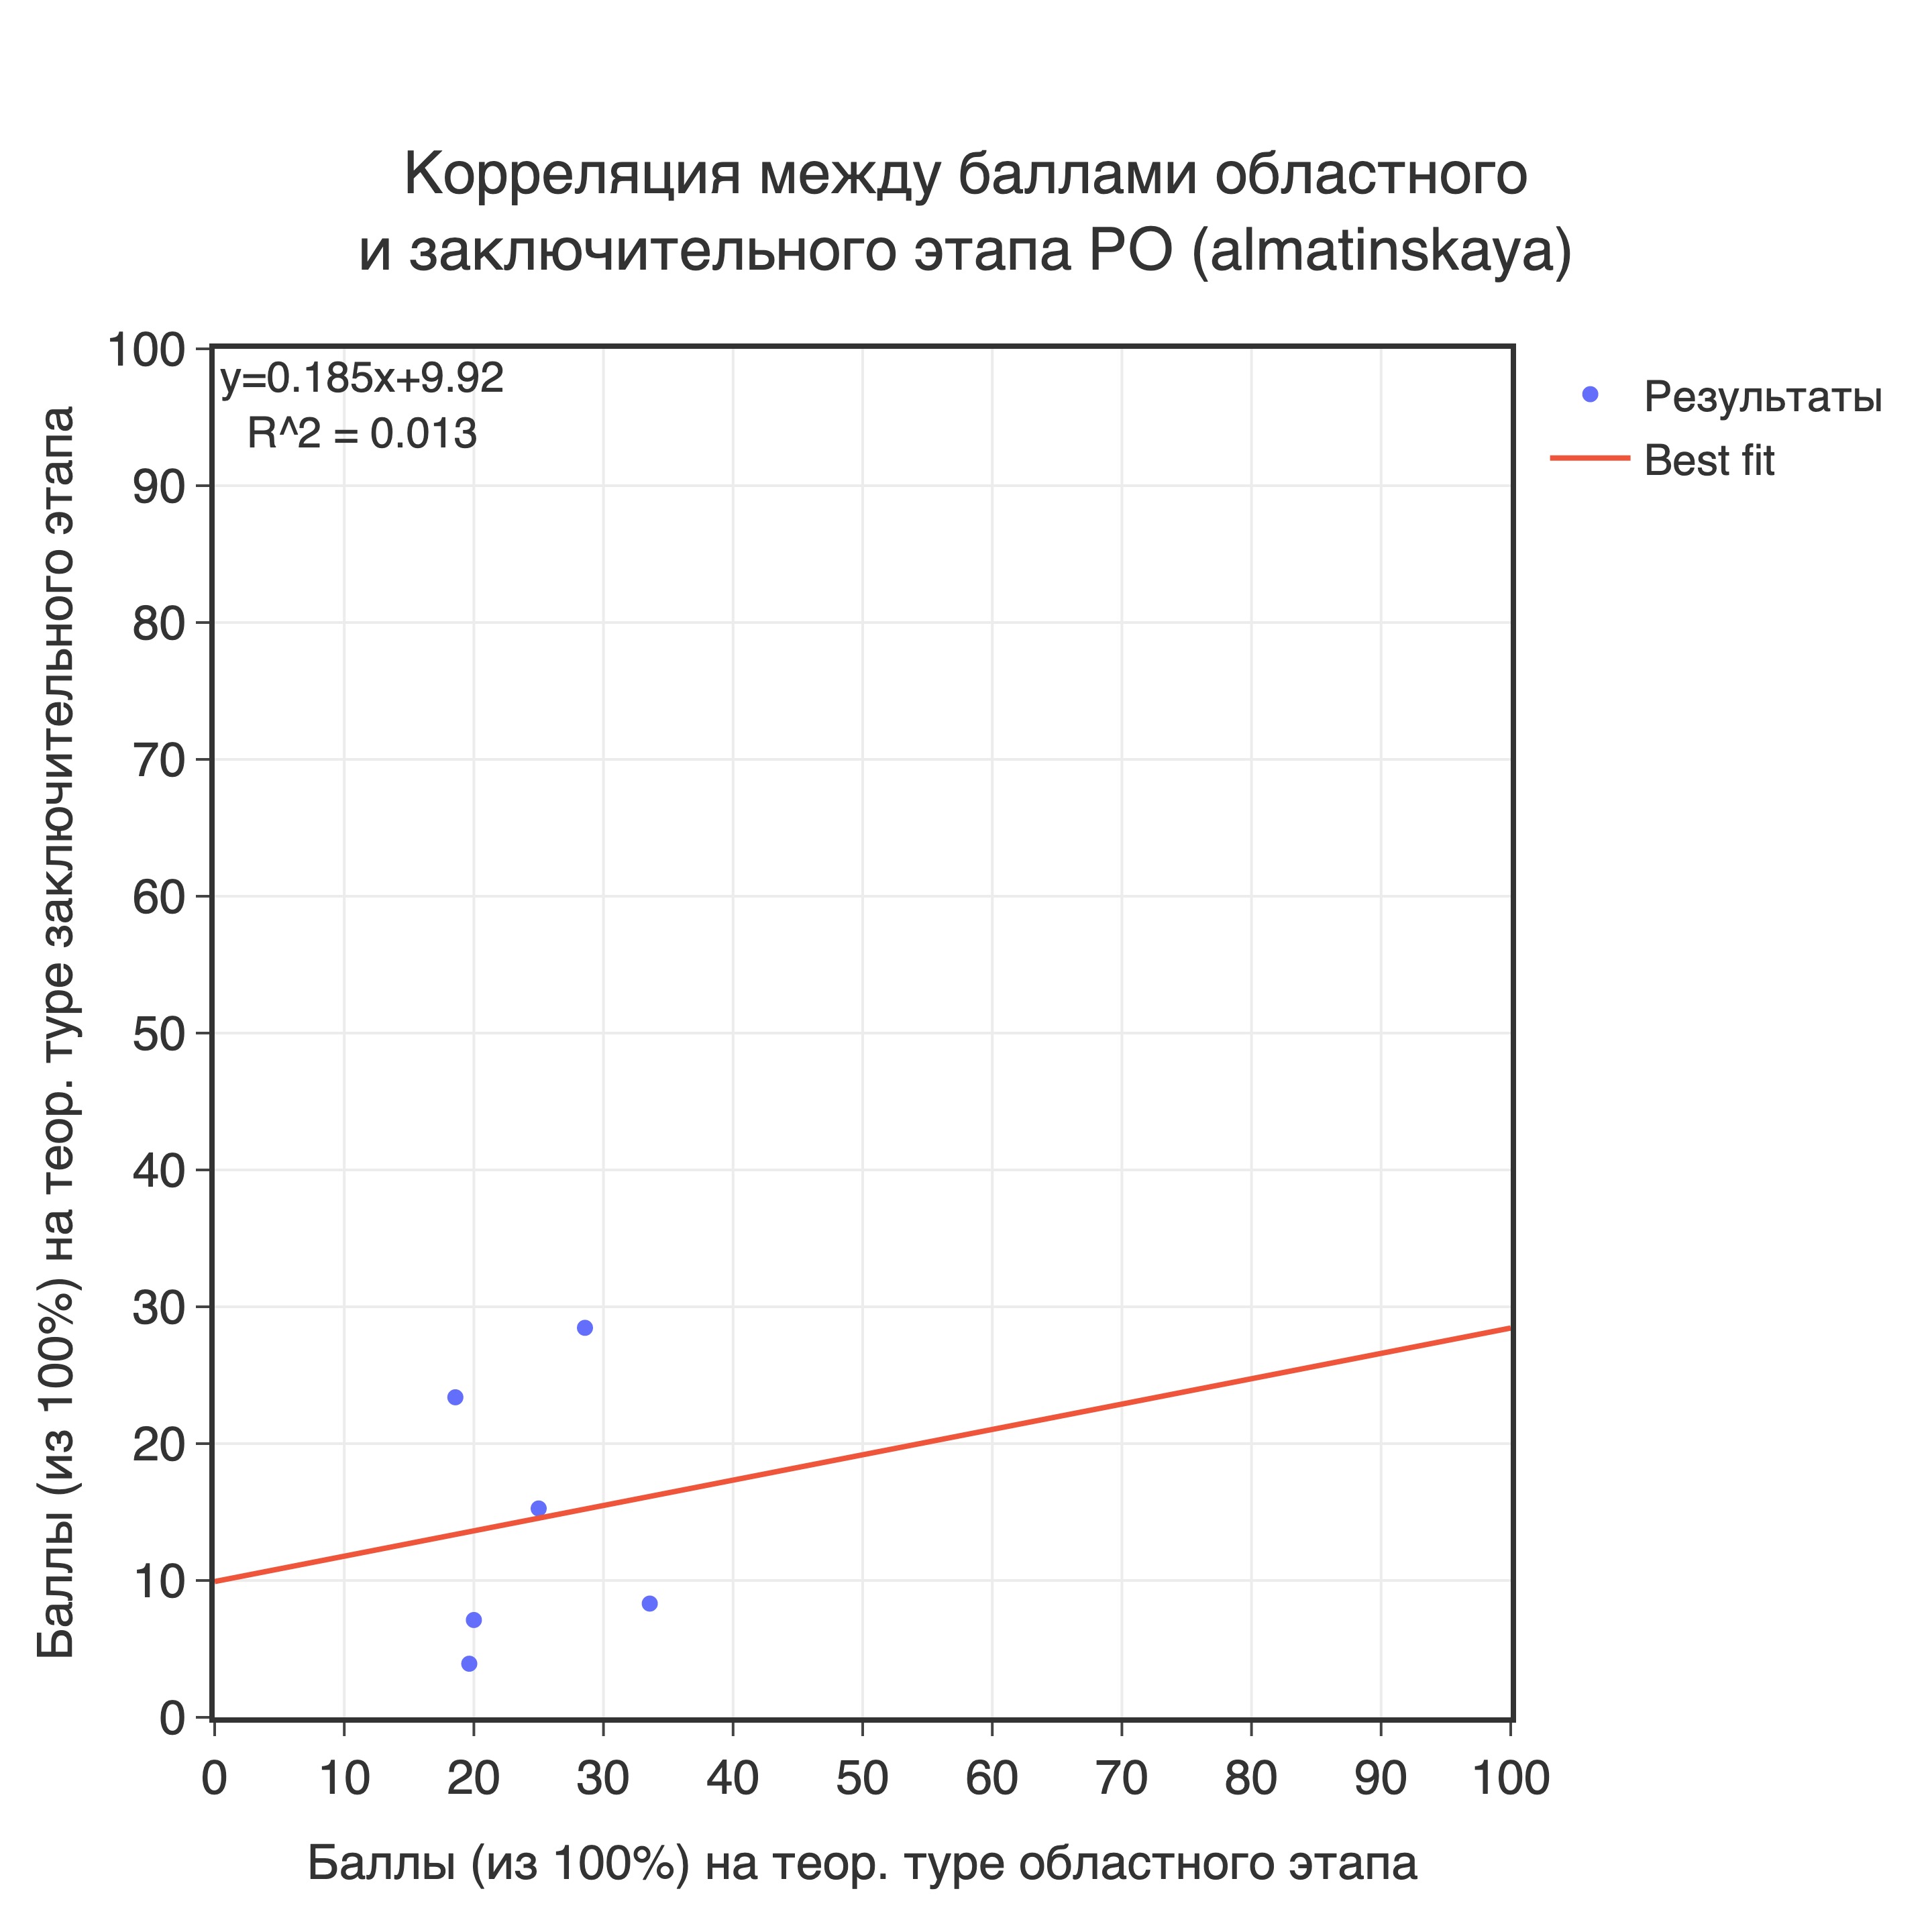 Корреляция между баллами областного
и заключительного этапа РО (almatinskaya)
y=0.185x+9.92
R^2 = 0.013
Результаты
Best fit
Баллы (из 100%) на теор. туре заключительного этапа
100
90
80
70
60
50
40
30
20
10
0
0 10 20 30 40 50 60 70 80 90 100
Баллы (из 100%) на теор. туре областного этапа